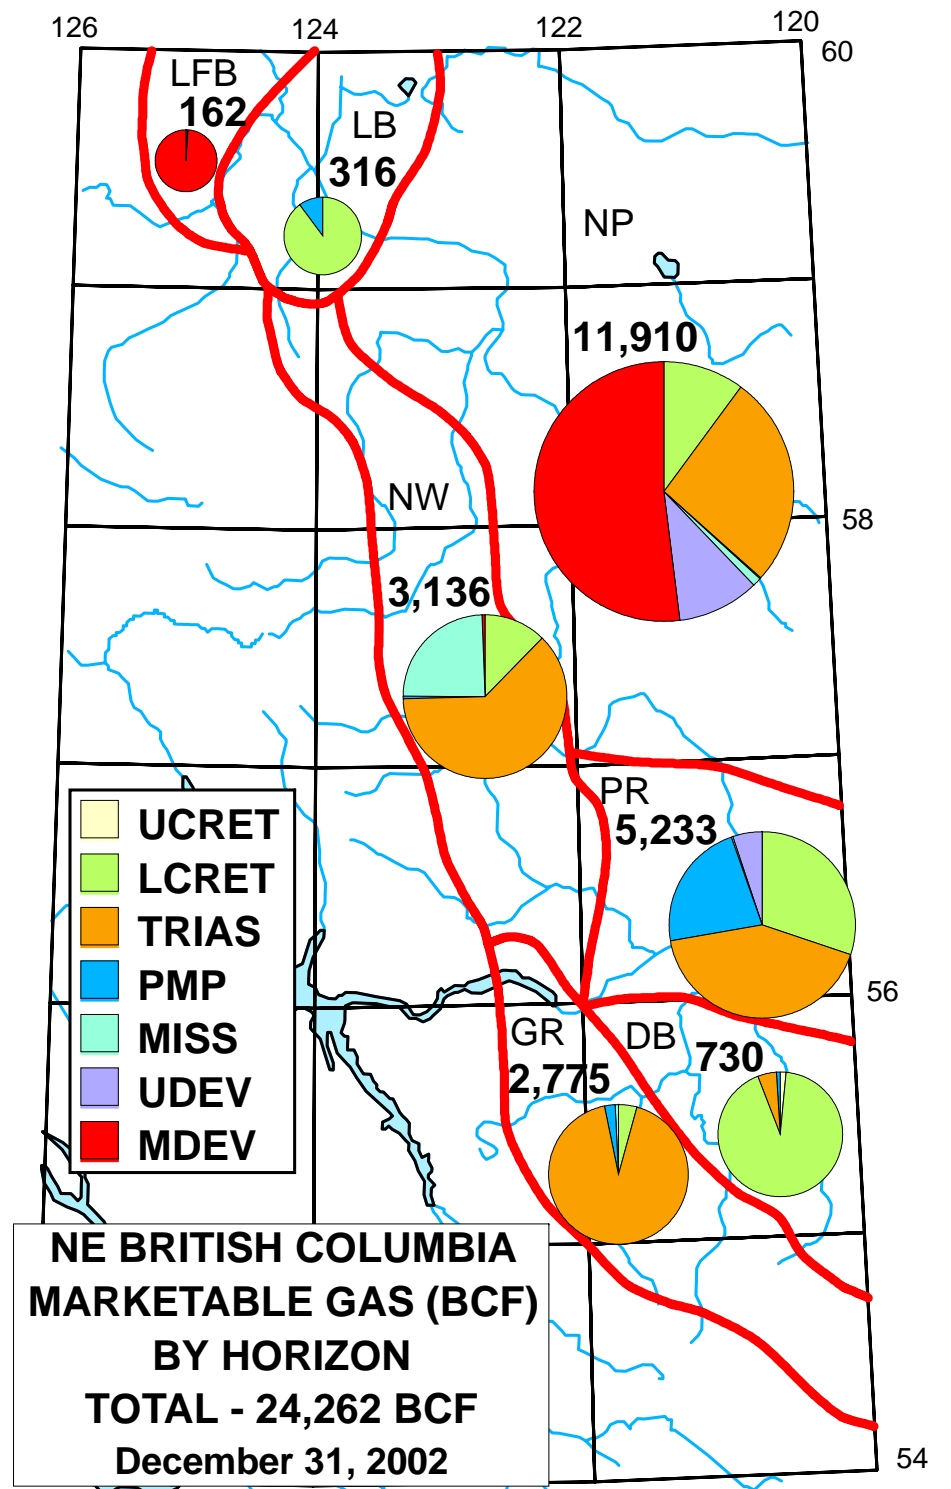 126
124
122
120
60
LFB
162
LB
316
NP
11,910
58
NW
3,136
PR
5,233
UCRET
LCRET
TRIAS
PMP
MISS
UDEV
MDEV
56
GR
2,775
DB
730
NE BRITISH COLUMBIA
MARKETABLE GAS (BCF)
BY HORIZON
TOTAL - 24,262 BCF
December 31, 2002
54